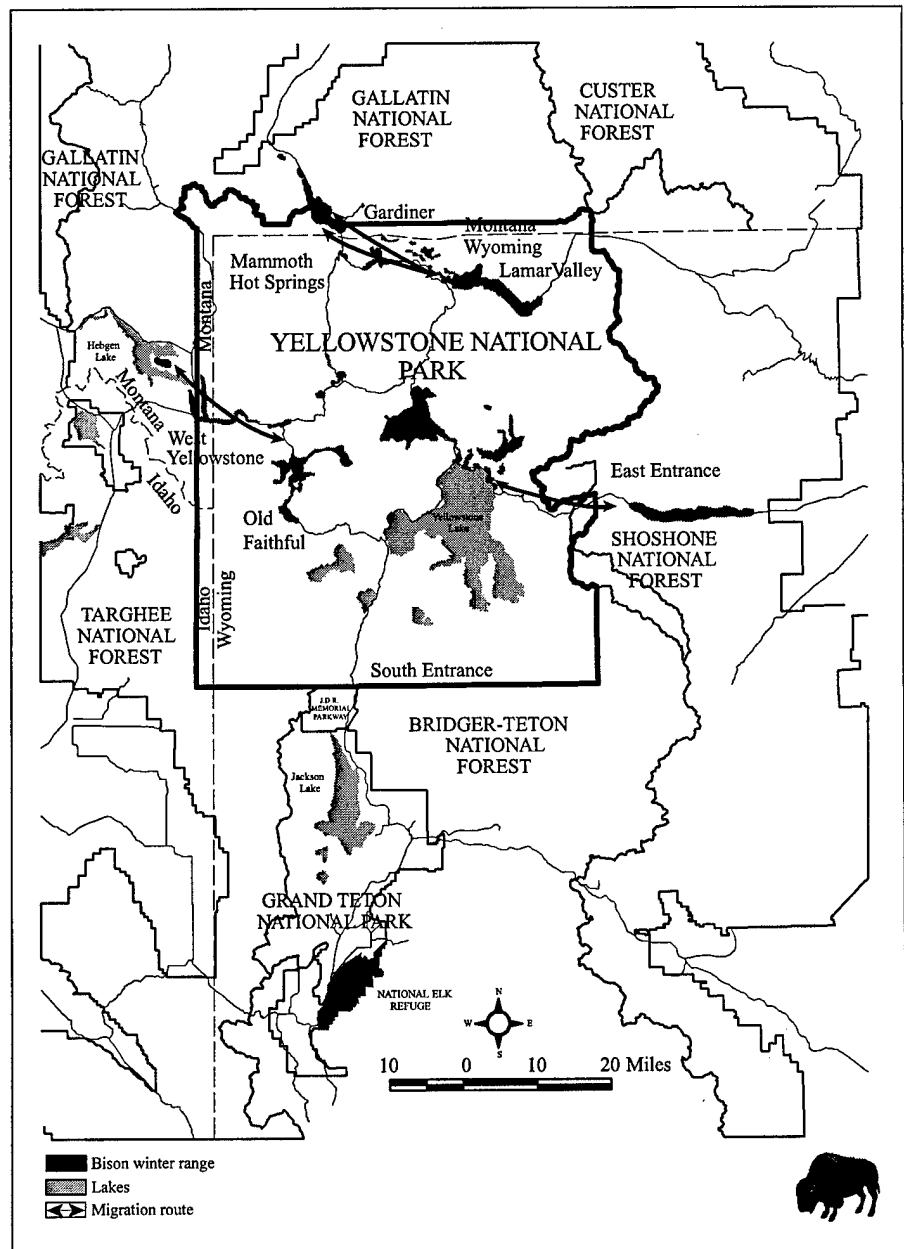 GALLATIN
NATIONAL
FOREST
CUSTER
NATIONAL
FOREST
GALLATIN
NATIONAL
FOREST
Gardiner
Montana
Wyoming
Mammoth
Hot Springs
Lamar Valley
Montana
YELLOWSTONE NATIONAL
PARK
Hebgen
Lake
Montana
Idaho
West
Yellowstone
East Entrance
Old
Faithful
Yellowstone
Lake
SHOSHONE
NATIONAL
FOREST
Idaho
Wyoming
TARGHEE
NATIONAL
FOREST
South Entrance
J.D.R.
MEMORIAL
PARKWAY
BRIDGER-TETON
NATIONAL
FOREST
Jackson
Lake
GRAND TETON
NATIONAL PARK
NATIONAL ELK
REFUGE
N
W E
S
10 0 10 20 Miles
Bison winter range
Lakes
Migration route